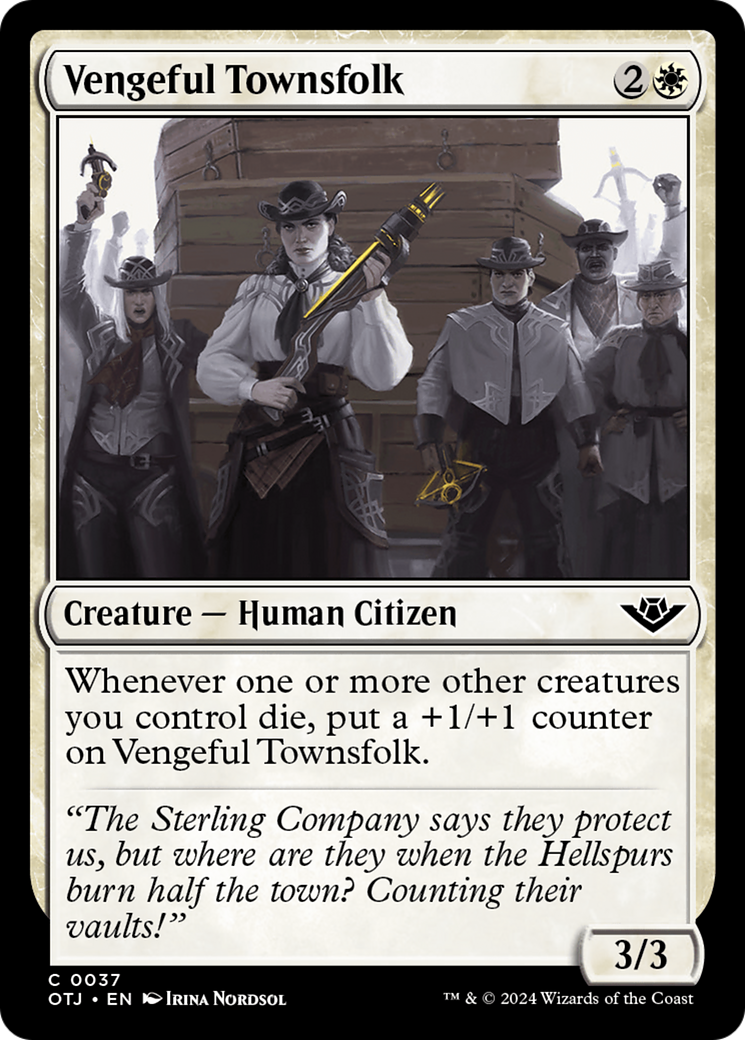 Vengeful Townsfolk 2
Creature — Human Citizen
Whenever one or more other creatures
you control die, put a +1/+1 counter
on Vengeful Townsfolk.
“The Sterling Company says they protect
us, but where are they when the Hellspurs
burn half the town? Counting their
vaults!”
3/3
C 0037
OTJ • EN Irina Nordsol
™ & © 2024 Wizards of the Coast